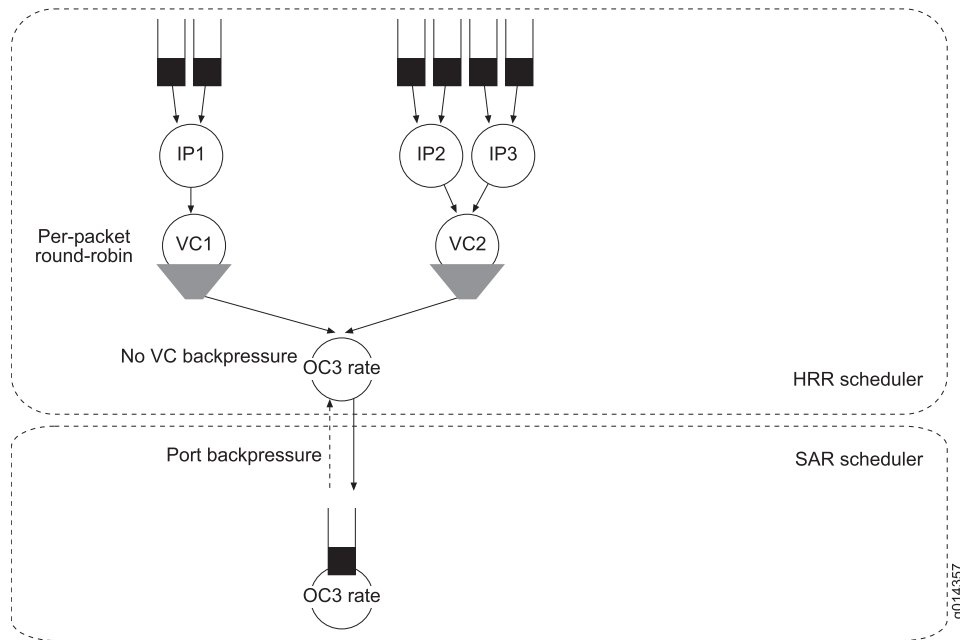 IP1
IP2
IP3
Per-packet
round-robin
VC1
VC2
No VC backpressure
OC3 rate
HRR scheduler
Port backpressure
SAR scheduler
OC3 rate
g014357